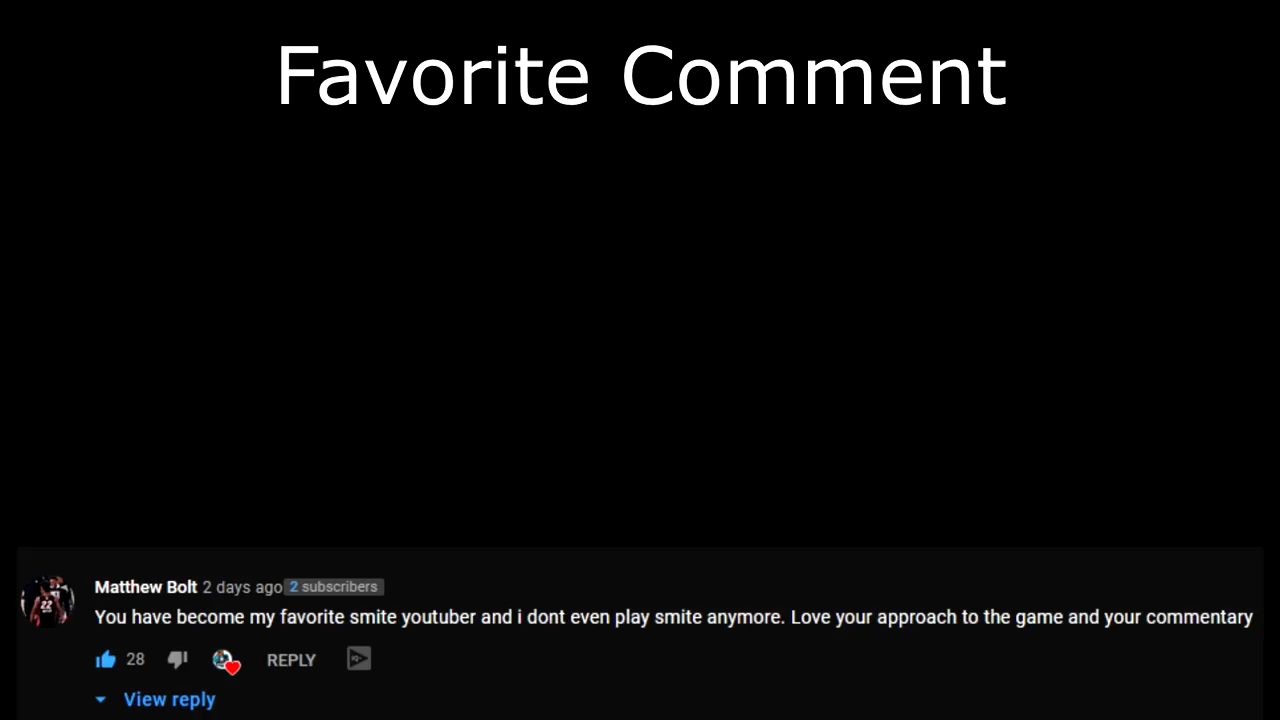 Favorite Comment
Matthew Bolt 2 days ago 2 subscribers
You have become my favorite smite youtuber and i dont even play smite anymore. Love your approach to the game and your commentary
28 REPLY
View reply